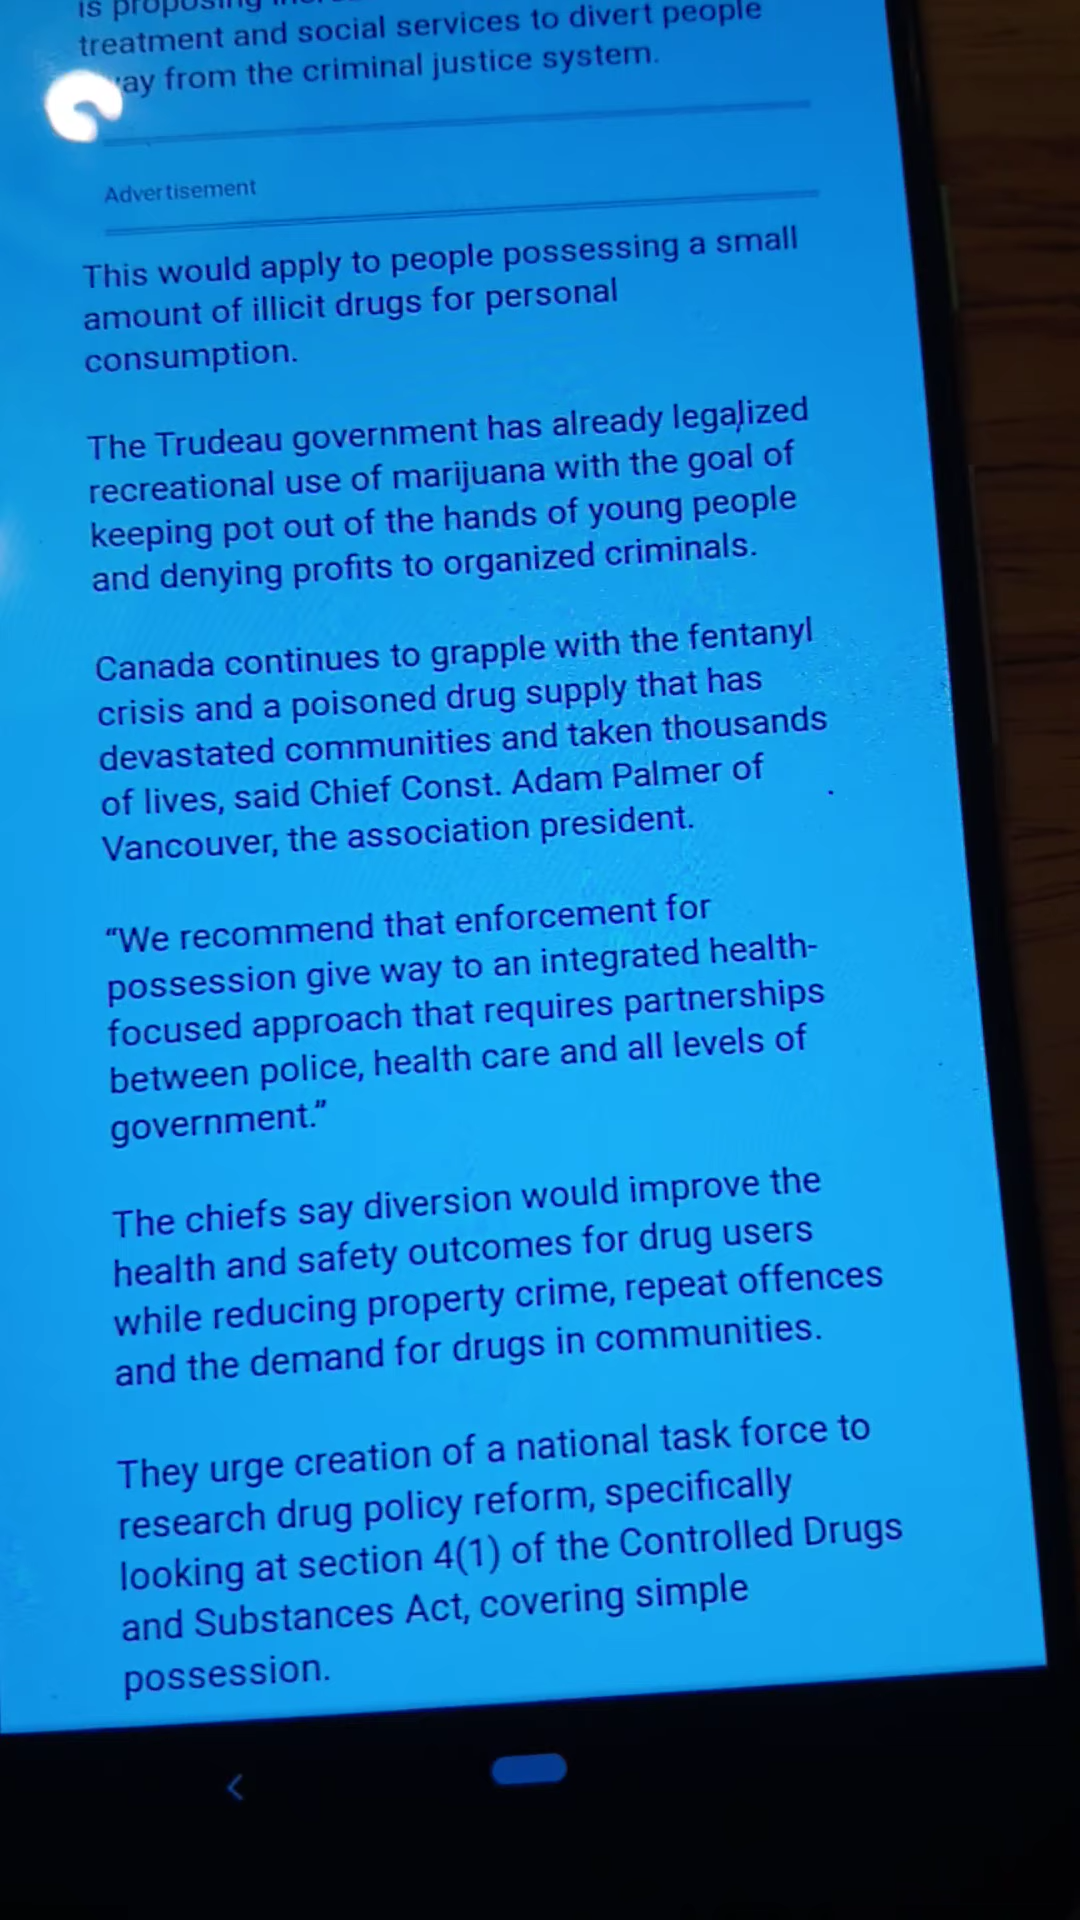 is proposing
treatment and social services to divert people
way from the criminal justice system.
Advertisement
This would apply to people possessing a small
amount of illicit drugs for personal
consumption.
The Trudeau government has already legalized
recreational use of marijuana with the goal of
keeping pot out of the hands of young people
and denying profits to organized criminals.
Canada continues to grapple with the fentanyl
crisis and a poisoned drug supply that has
devastated communities and taken thousands
of lives, said Chief Const. Adam Palmer of
Vancouver, the association president.
“We recommend that enforcement for
possession give way to an integrated health-
focused approach that requires partnerships
between police, health care and all levels of
government.”
The chiefs say diversion would improve the
health and safety outcomes for drug users
while reducing property crime, repeat offences
and the demand for drugs in communities.
They urge creation of a national task force to
research drug policy reform, specifically
looking at section 4(1) of the Controlled Drugs
and Substances Act, covering simple
possession.